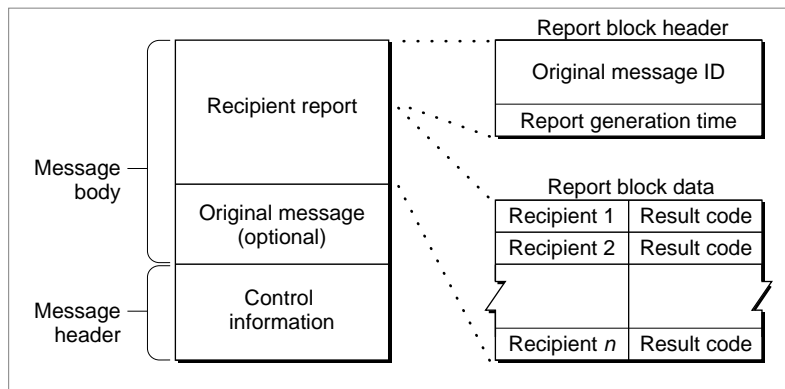 Message
body
Message
header
Recipient report
Original message
(optional)
Control
information
Report block header
Original message ID
Report generation time
Report block data
Recipient 1 Result code
Recipient 2 Result code
Recipient n Result code